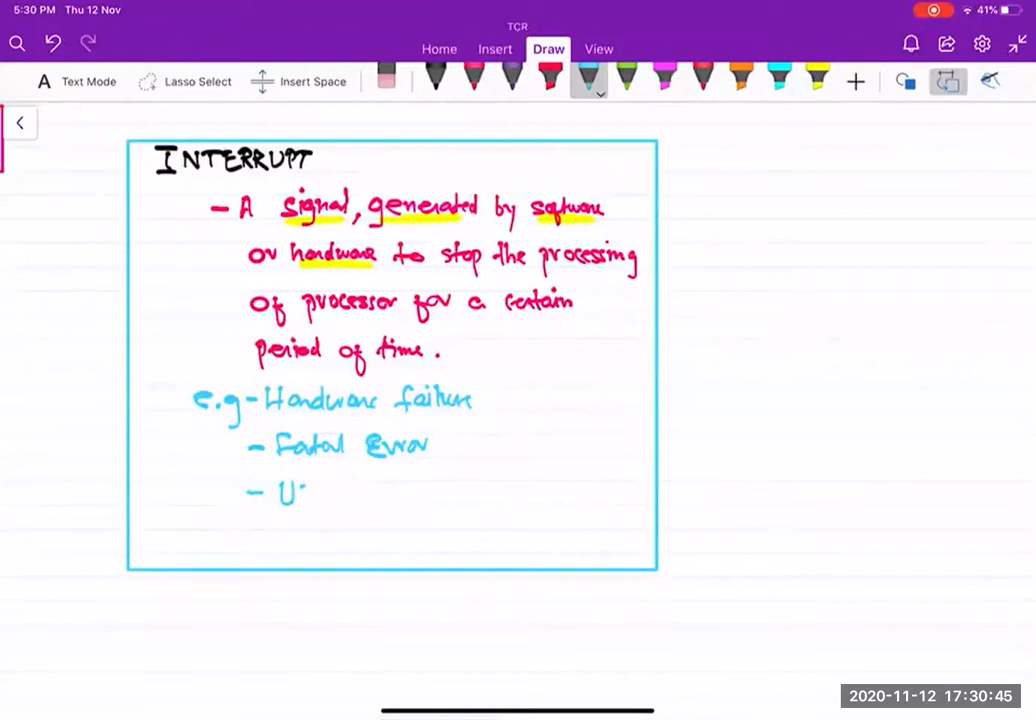 5:30 PM Thu 12 Nov
41%
TCR
Home Insert Draw View
A Text Mode Lasso Select Insert Space
INTERRUPT
- A signal, generated by software
or hardware to stop the processing
of processor for a certain
period of time.
e.g - Hardware failure
- Fatal Error
- U
2020-11-12 17:30:45